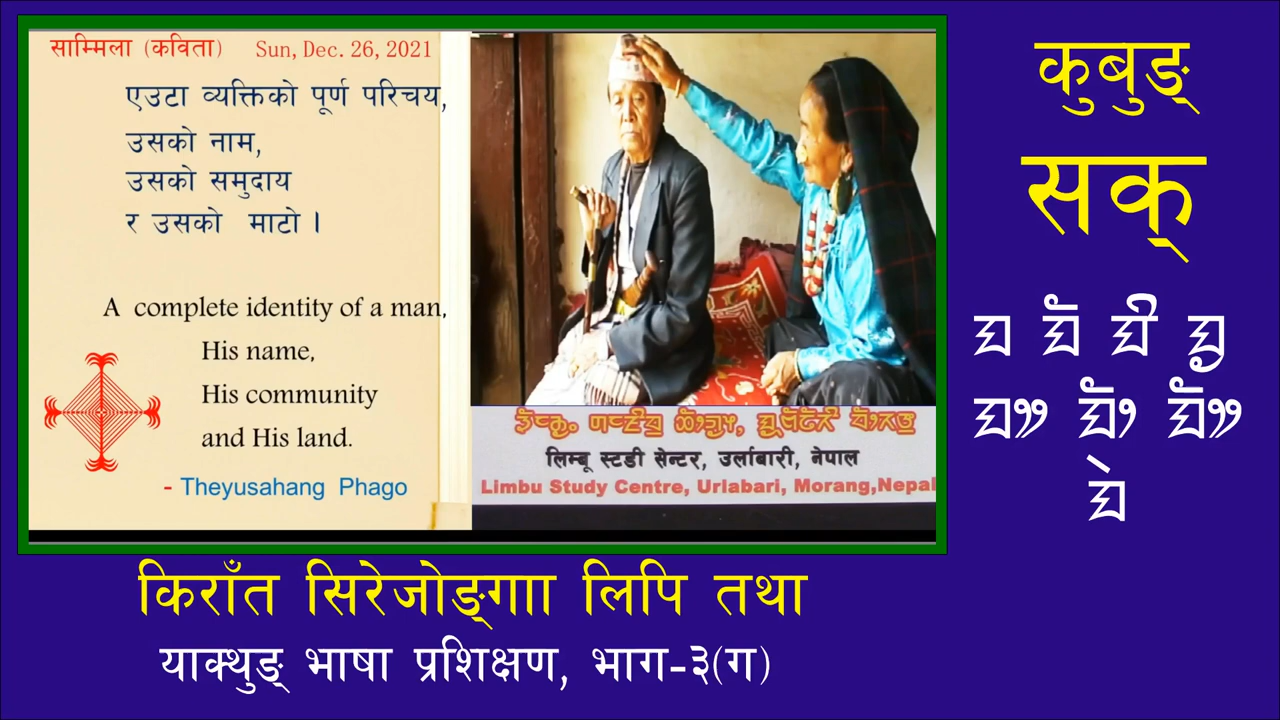 साम्मिला (कविता) Sun, Dec. 26, 2021
एउटा व्यक्तिको पूर्ण परिचय,
उसको नाम,
उसको समुदाय
र उसको माटो ।
A complete identity of a man,
His name,
His community
and His land.
- Theyusahang Phago
लिम्बू स्टडी सेन्टर, उर्लाबारी, नेपाल
Limbu Study Centre, Urlabari, Morang,Nepal
कुबुङ्
सक्
किराँत सिरेजोङ्गाा लिपि तथा
याक्थुङ् भाषा प्रशिक्षण, भाग-३(ग)